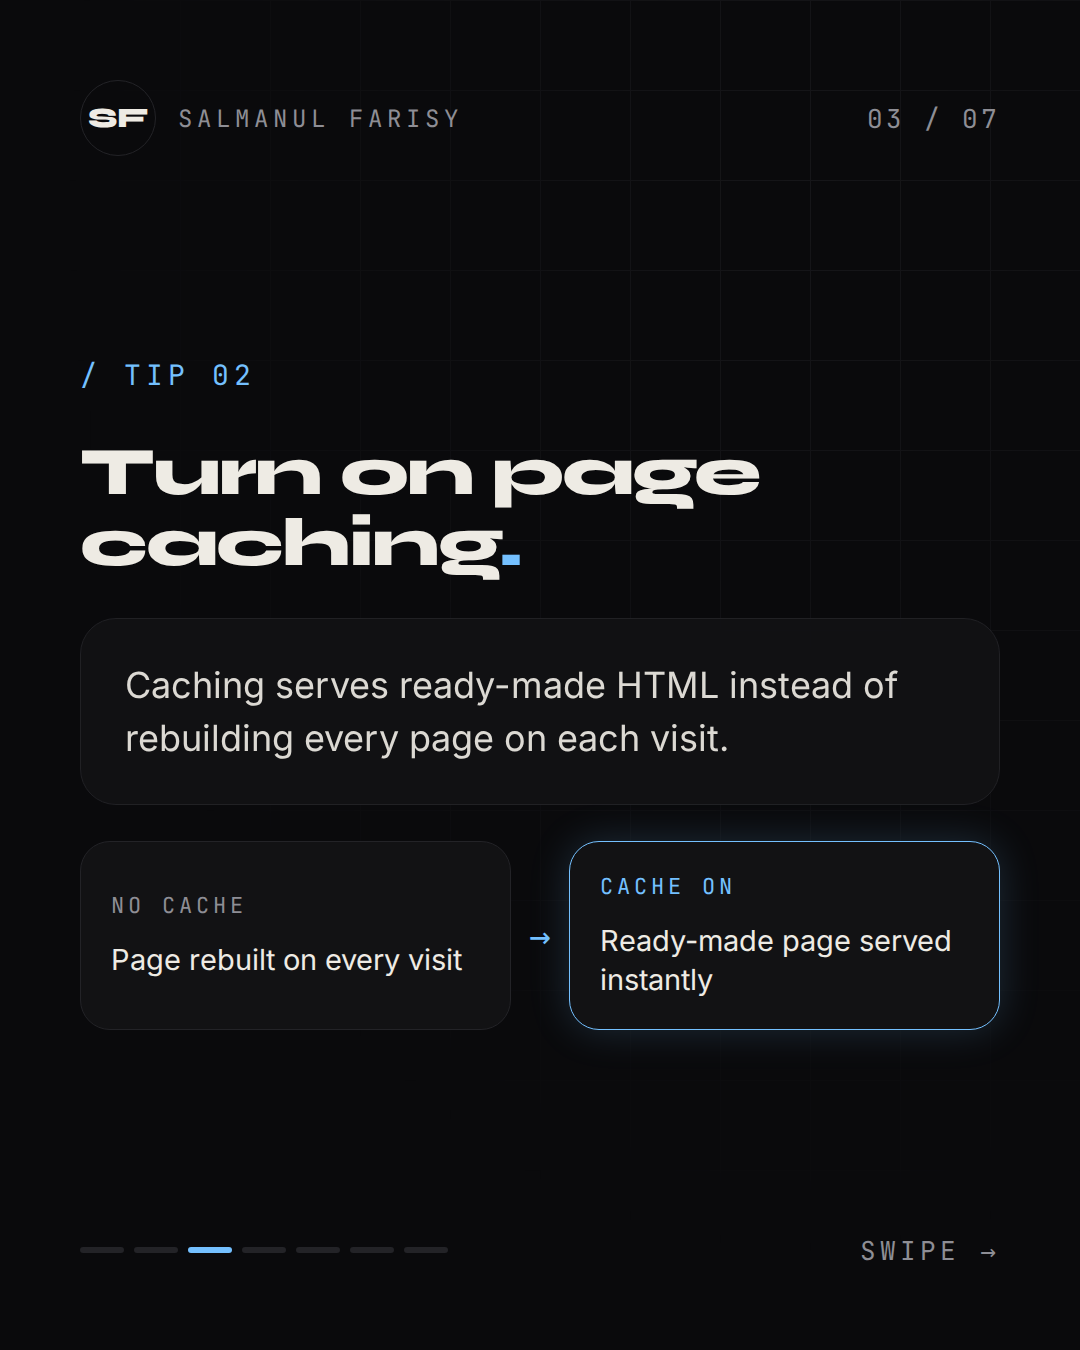 SF SALMANUL FARISY 03 / 07
/ TIP 02
Turn on page
caching.
Caching serves ready-made HTML instead of
rebuilding every page on each visit.
NO CACHE
Page rebuilt on every visit
→
CACHE ON
Ready-made page served
instantly
SWIPE →